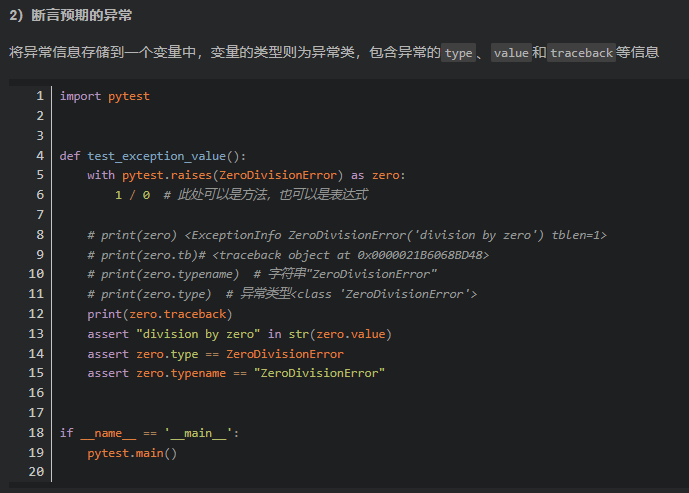 2）断言预期的异常
将异常信息存储到一个变量中，变量的类型则为异常类，包含异常的type、value和traceback等信息
1 import pytest
2
3
4 def test_exception_value():
5     with pytest.raises(ZeroDivisionError) as zero:
6         1 / 0  # 此处可以是方法，也可以是表达式
7
8     # print(zero) <ExceptionInfo ZeroDivisionError('division by zero') tblen=1>
9     # print(zero.tb)# <traceback object at 0x0000021B6068BD48>
10     # print(zero.typename)  # 字符串"ZeroDivisionError"
11     # print(zero.type)  # 异常类型<class 'ZeroDivisionError'>
12     print(zero.traceback)
13     assert "division by zero" in str(zero.value)
14     assert zero.type == ZeroDivisionError
15     assert zero.typename == "ZeroDivisionError"
16
17
18 if __name__ == '__main__':
19     pytest.main()
20